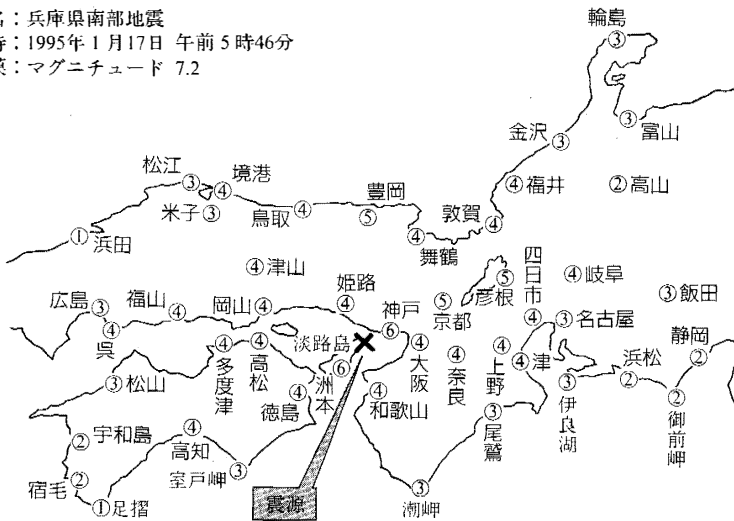 名：兵庫県南部地震
時：1995年1月17日 午前5時46分
模：マグニチュード 7.2
輪島
③
金沢
③
③
富山
松江
③
境港
④
米子③
鳥取
④
豊岡
⑤
敦賀
④
④福井
②高山
①
浜田
④
舞鶴
④津山
姫路
④
神戸
⑥
⑤
京都
⑤
彦根
四日市
④
④岐阜
③飯田
広島
③
福山
④
岡山
④
④
呉
淡路島
④
大阪
④
奈良
④
上野
④津
③名古屋
静岡
②
浜松
②
④
多度津
④
高松
⑥
洲本
③
松山
徳島
④
④
和歌山
③
尾鷲
③
伊良湖
②
御前崎
②
宇和島
④
高知
室戸岬
③
宿毛
②
①足摺
震源
③
潮岬